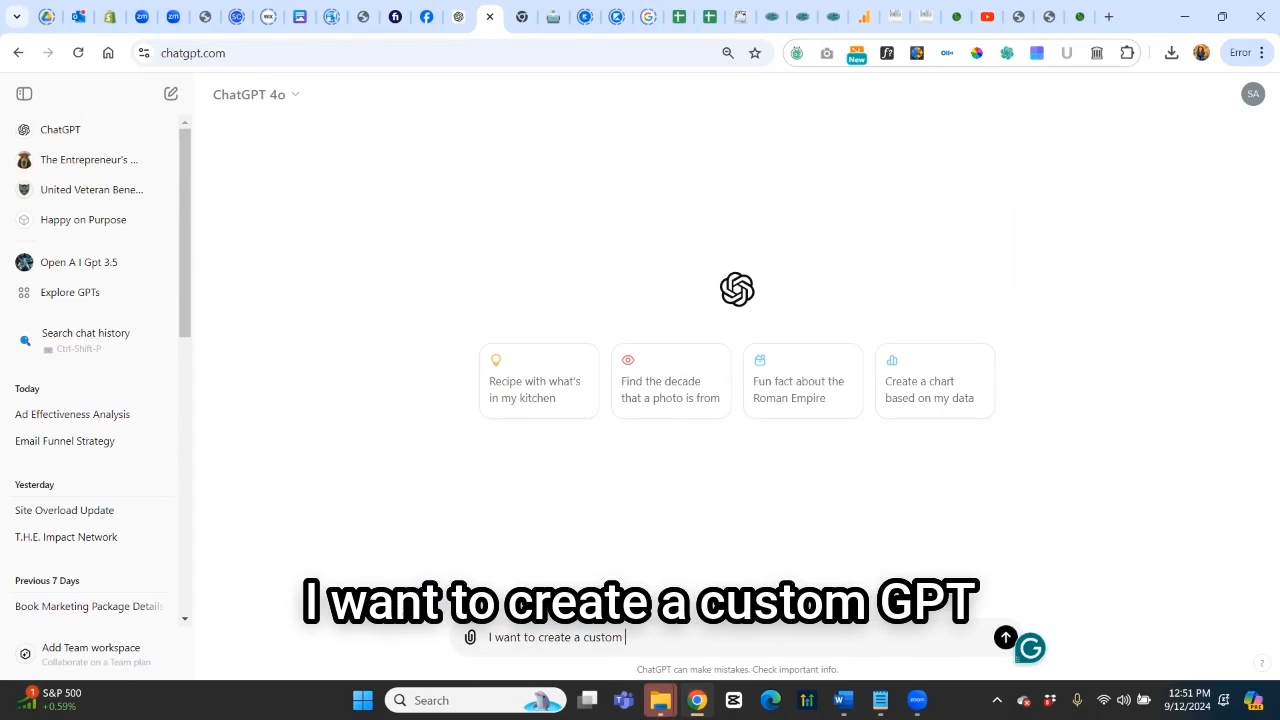 chatgpt.com
New
Error
ChatGPT 4o
SA
ChatGPT
The Entrepreneur's ...
United Veteran Bene...
Happy on Purpose
Open A I Gpt 3.5
Explore GPTs
Search chat history
Ctrl-Shift-P
Today
Ad Effectiveness Analysis
Email Funnel Strategy
Yesterday
Site Overload Update
T.H.E. Impact Network
Previous 7 Days
Book Marketing Package Details
Add Team workspace
Collaborate on a Team plan
Recipe with what's
in my kitchen
Find the decade
that a photo is from
Fun fact about the
Roman Empire
Create a chart
based on my data
I want to create a custom GPT
I want to create a custom
ChatGPT can make mistakes. Check important info.
?
1
S&P 500
+0.59%
Search
12:51 PM
9/12/2024